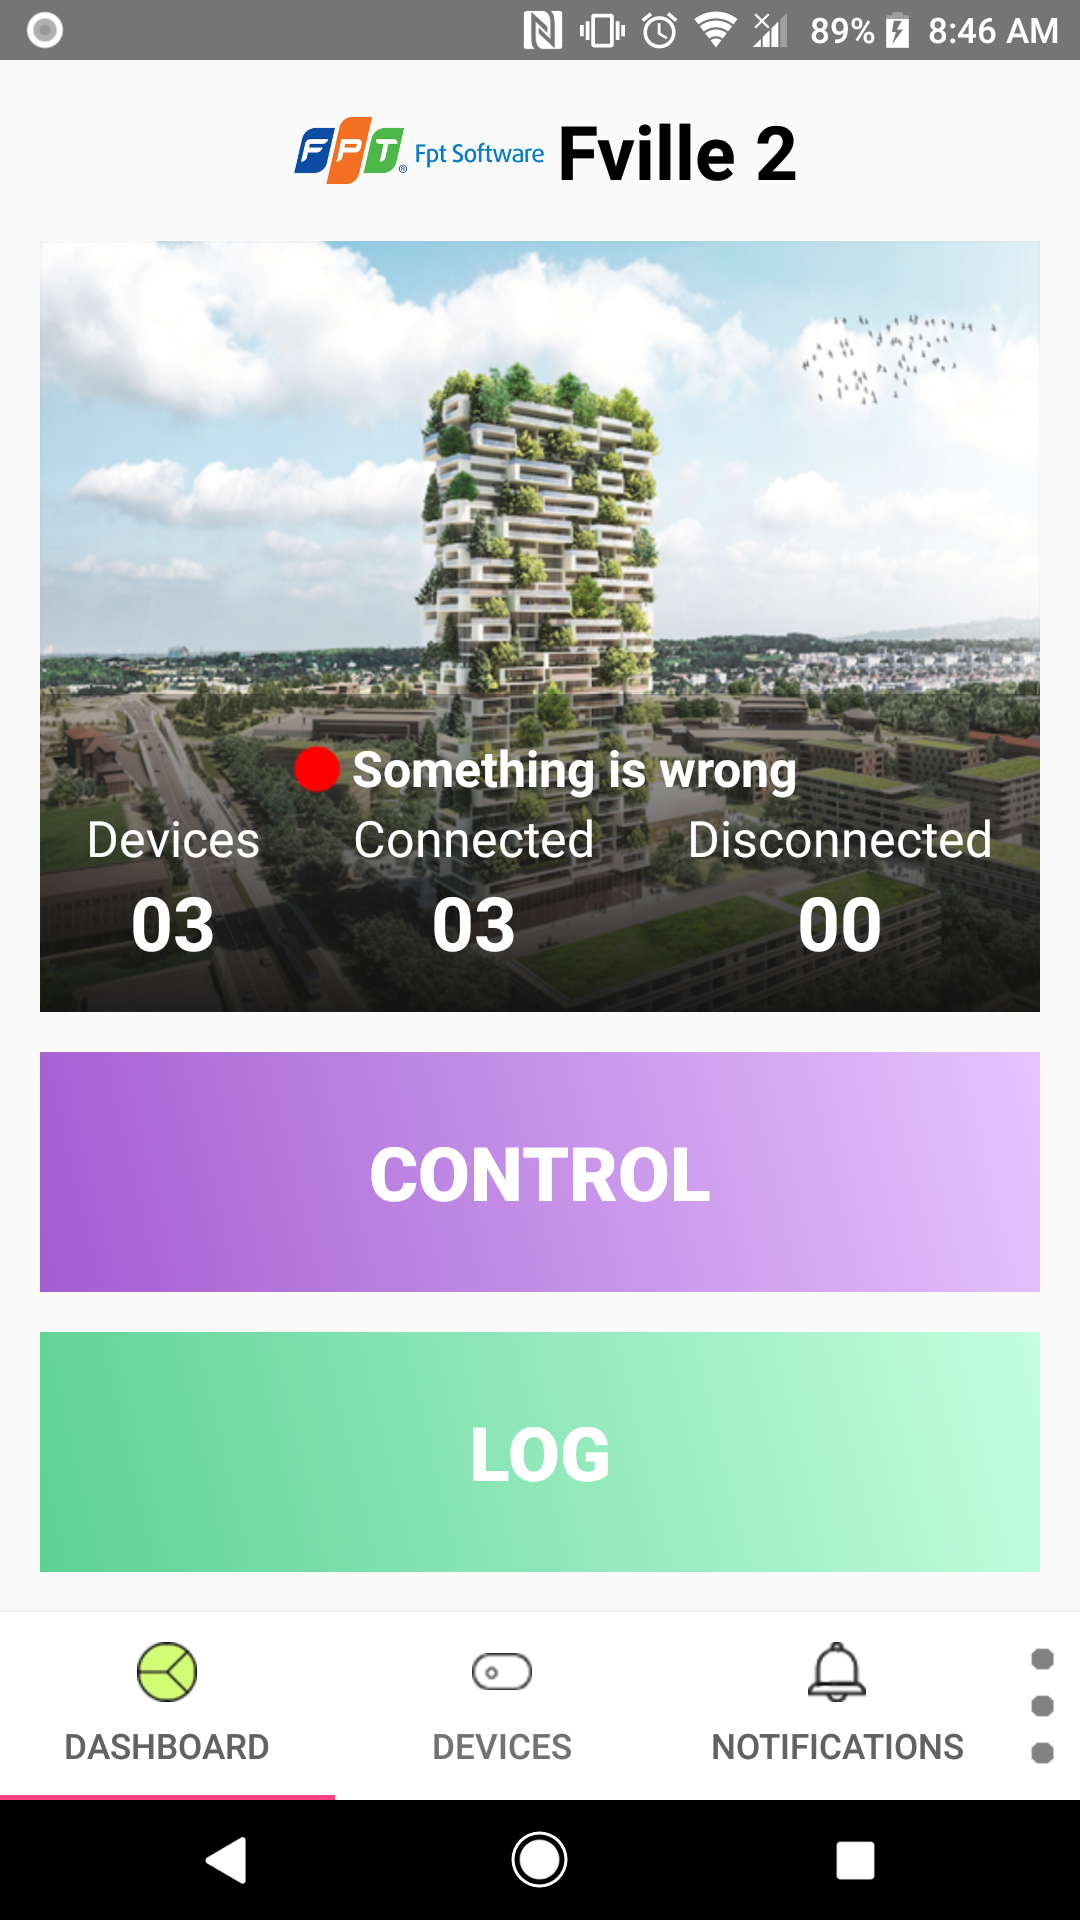 89% 8:46 AM
FPT® Fpt Software Fville 2
Something is wrong
Devices Connected Disconnected
03 03 00
CONTROL
LOG
DASHBOARD DEVICES NOTIFICATIONS